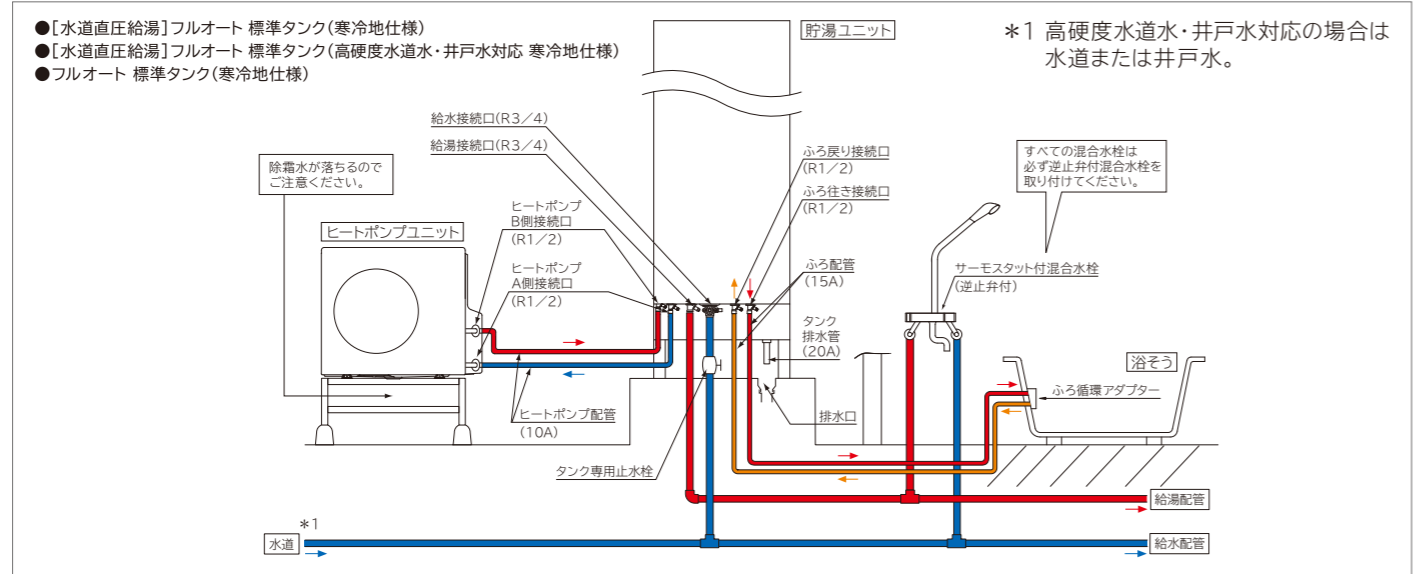 ●[水道直圧給湯]フルオート 標準タンク(寒冷地仕様)
●[水道直圧給湯]フルオート 標準タンク(高硬度水道水・井戸水対応 寒冷地仕様)
●フルオート 標準タンク(寒冷地仕様)
貯湯ユニット
*1 高硬度水道水・井戸水対応の場合は
水道または井戸水。
給水接続口(R3/4)
給湯接続口(R3/4)
除霜水が落ちるので
ご注意ください。
ヒートポンプユニット
ヒートポンプ
B側接続口
(R1/2)
ヒートポンプ
A側接続口
(R1/2)
ふろ戻り接続口
(R1/2)
ふろ往き接続口
(R1/2)
ふろ配管
(15A)
タンク
排水管
(20A)
すべての混合水栓は
必ず逆止弁付混合水栓を
取り付けてください。
サーモスタット付混合水栓
(逆止弁付)
浴そう
ふろ循環アダプター
ヒートポンプ配管
(10A)
排水口
タンク専用止水栓
給湯配管
*1
水道
給水配管